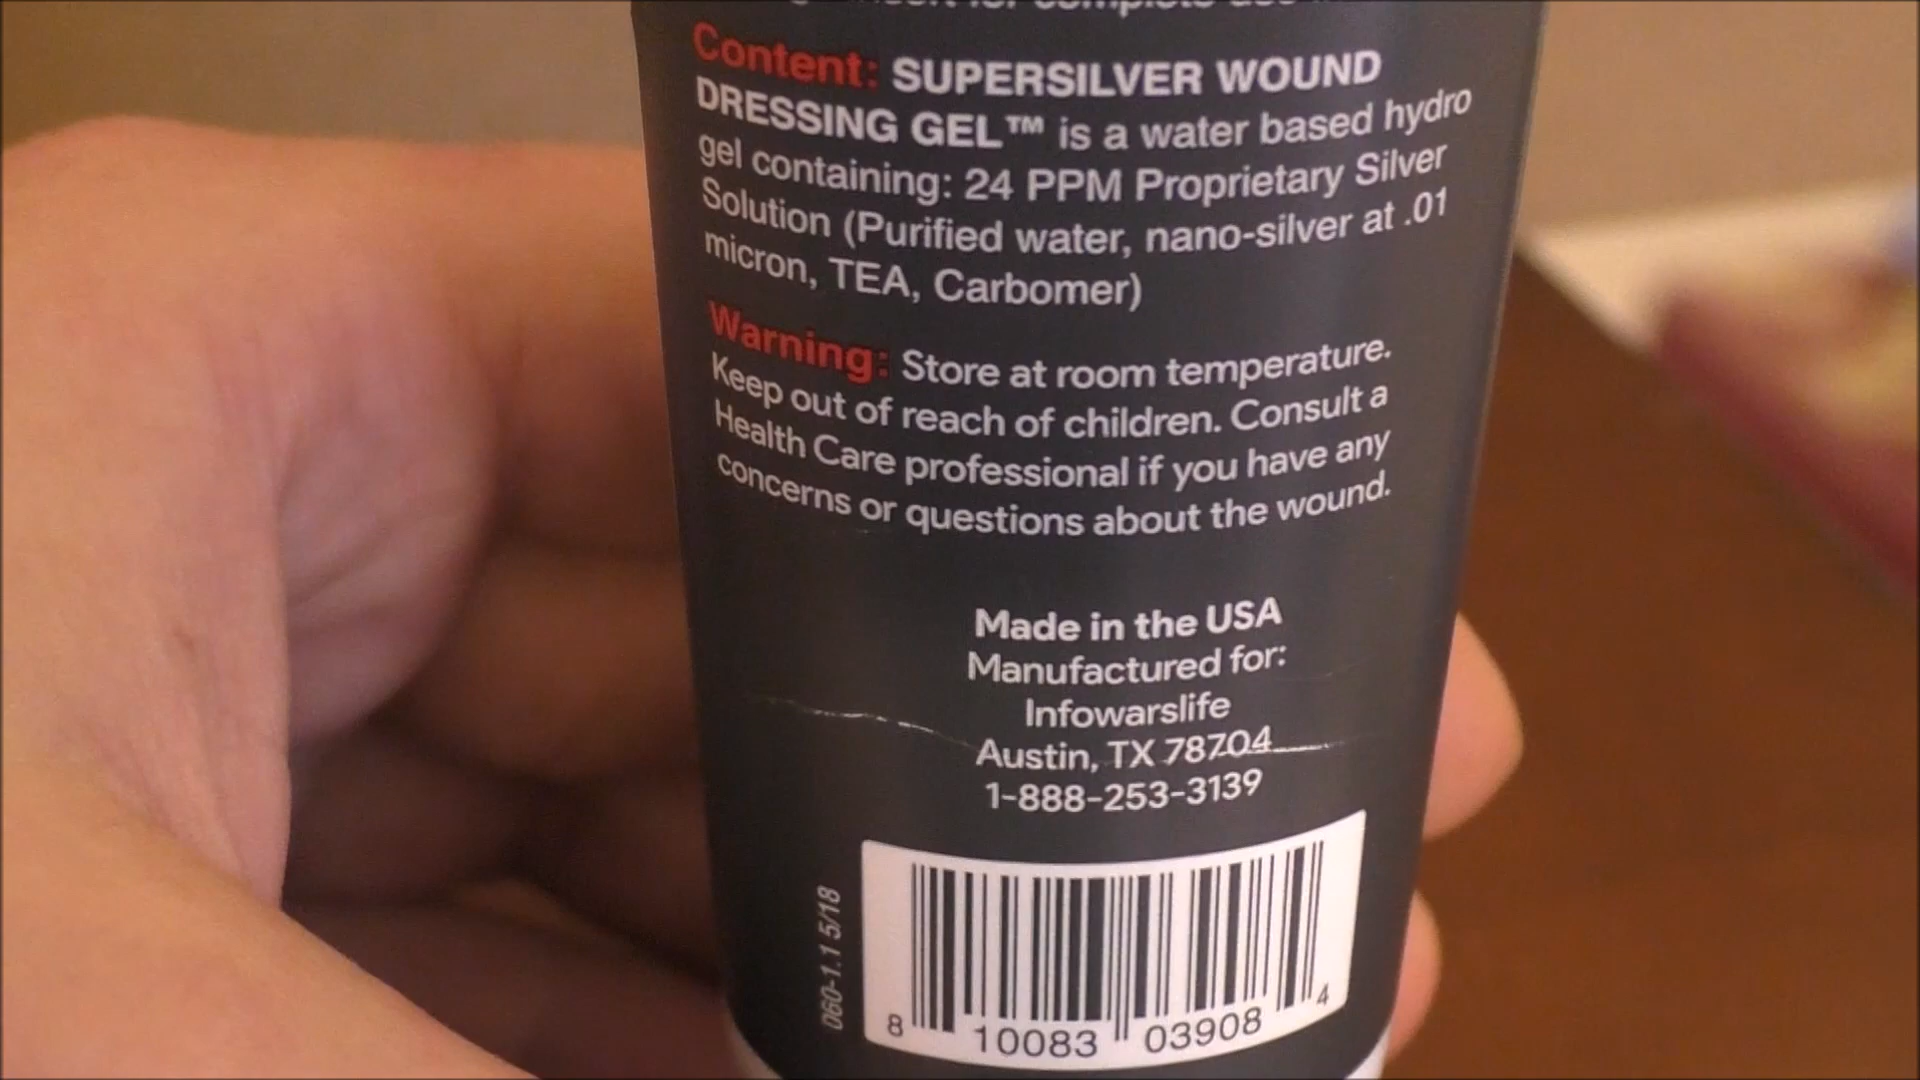 for complete
Content: SUPERSILVER WOUND
DRESSING GEL™ is a water based hydro
gel containing: 24 PPM Proprietary Silver
Solution (Purified water, nano-silver at .01
micron, TEA, Carbomer)
Warning: Store at room temperature.
Keep out of reach of children. Consult a
Health Care professional if you have any
concerns or questions about the wound.
Made in the USA
Manufactured for:
Infowarslife
Austin, TX 78704
1-888-253-3139
060-1.1 5/18
8 10083 03908 4